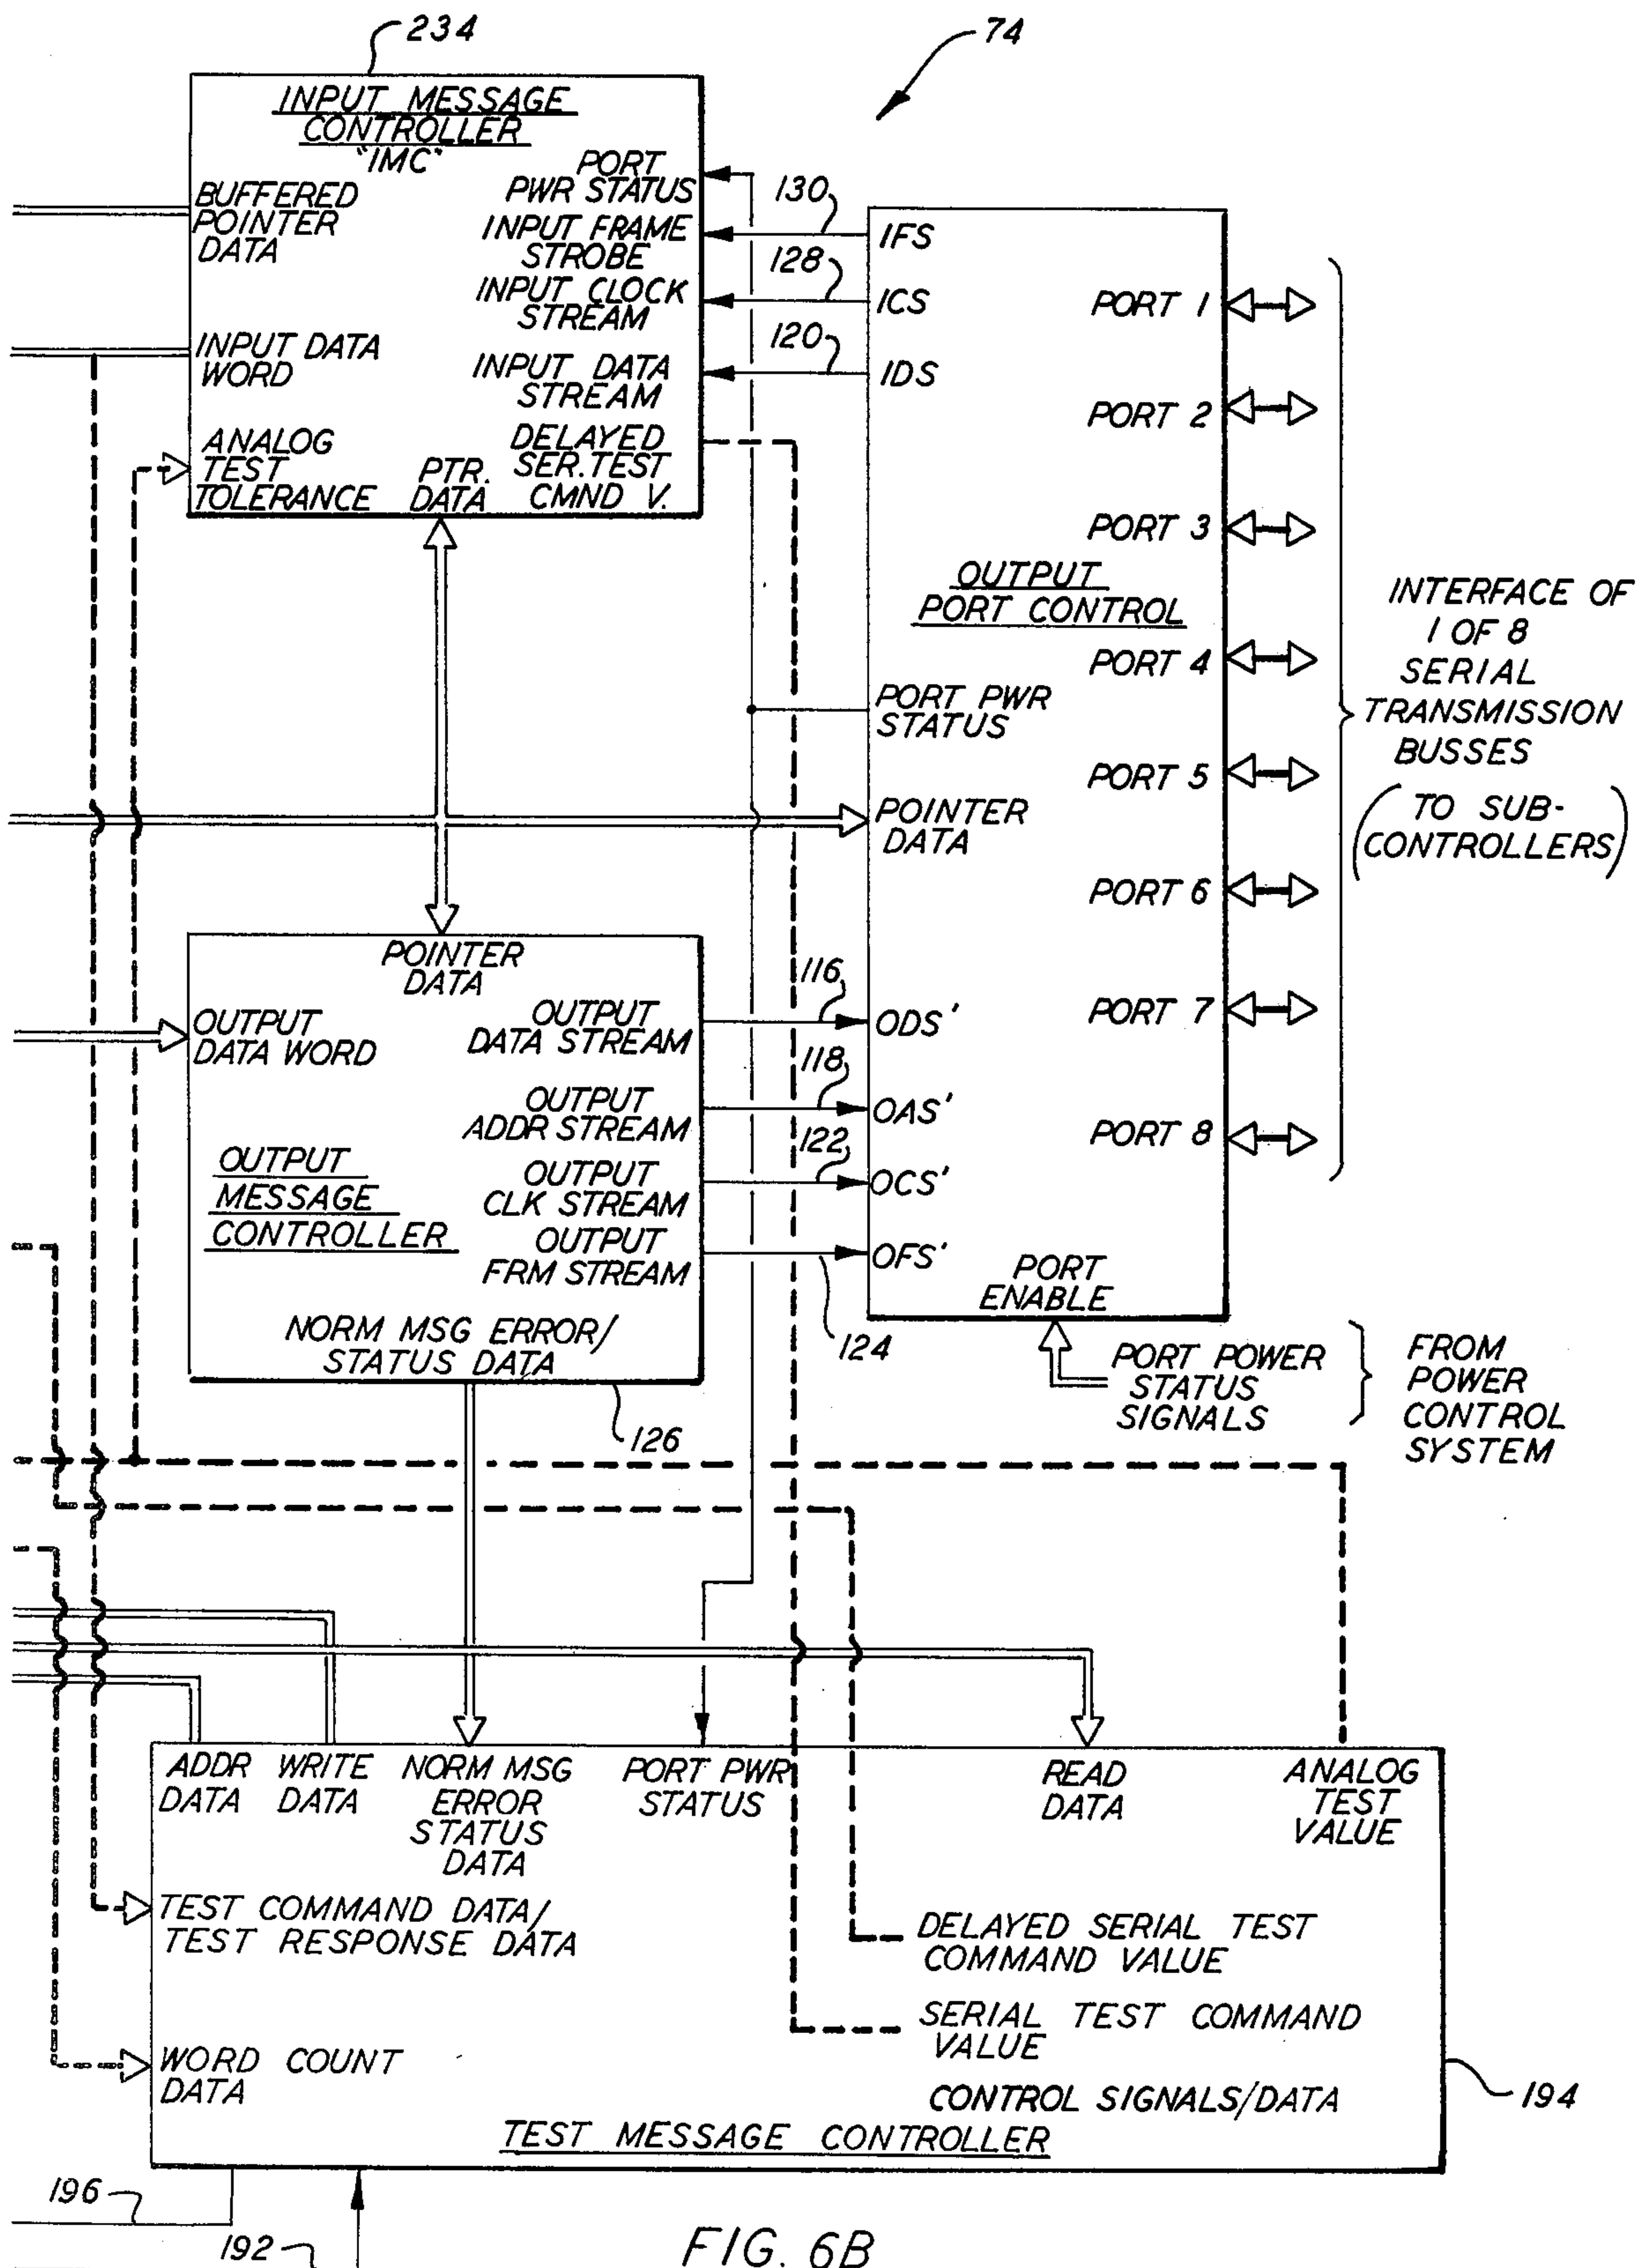 234
74
INPUT MESSAGE
CONTROLLER
"IMC"
BUFFERED
POINTER
DATA
INPUT DATA
WORD
ANALOG
TEST
TOLERANCE
PTR.
DATA
PORT
PWR STATUS
INPUT FRAME
STROBE
INPUT CLOCK
STREAM
INPUT DATA
STREAM
DELAYED
SER. TEST
CMND V.
130
128
120
IFS
ICS
IDS
OUTPUT
PORT CONTROL
PORT PWR
STATUS
POINTER
DATA
PORT 1
PORT 2
PORT 3
PORT 4
PORT 5
PORT 6
PORT 7
PORT 8
INTERFACE OF
1 OF 8
SERIAL
TRANSMISSION
BUSSES
(TO SUB-
CONTROLLERS)
POINTER
DATA
OUTPUT
DATA WORD
OUTPUT
DATA STREAM
OUTPUT
ADDR STREAM
OUTPUT
CLK STREAM
OUTPUT
FRM STREAM
OUTPUT
MESSAGE
CONTROLLER
NORM MSG ERROR/
STATUS DATA
116
118
122
124
126
ODS'
OAS'
OCS'
OFS'
PORT
ENABLE
PORT POWER
STATUS
SIGNALS
FROM
POWER
CONTROL
SYSTEM
ADDR
DATA
WRITE
DATA
NORM MSG
ERROR
STATUS
DATA
PORT PWR
STATUS
READ
DATA
ANALOG
TEST
VALUE
TEST COMMAND DATA/
TEST RESPONSE DATA
DELAYED SERIAL TEST
COMMAND VALUE
SERIAL TEST COMMAND
VALUE
WORD COUNT
DATA
CONTROL SIGNALS/DATA
TEST MESSAGE CONTROLLER
194
196
192
FIG. 6B